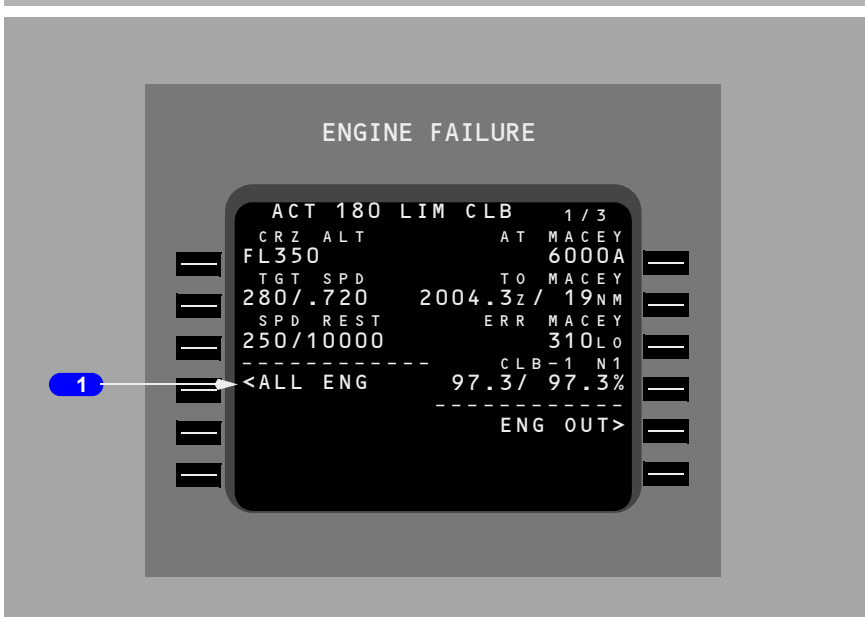 ENGINE FAILURE
ACT 180 LIM CLB 1/3
CRZ ALT AT MACEY
FL350 6000A
TGT SPD TO MACEY
280/.720 2004.3Z/ 19NM
SPD REST ERR MACEY
250/10000 310LO
------------ CLB-1 N1
1 <ALL ENG 97.3/ 97.3%
------------
ENG OUT>